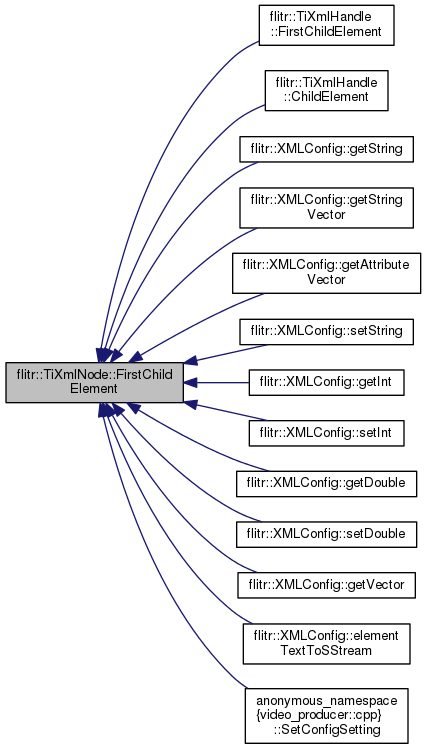 flitr::TiXmlHandle
::FirstChildElement
flitr::TiXmlHandle
::ChildElement
flitr::XMLConfig::getString
flitr::XMLConfig::getString
Vector
flitr::XMLConfig::getAttribute
Vector
flitr::XMLConfig::setString
flitr::TiXmlNode::FirstChild
Element
flitr::XMLConfig::getInt
flitr::XMLConfig::setInt
flitr::XMLConfig::getDouble
flitr::XMLConfig::setDouble
flitr::XMLConfig::getVector
flitr::XMLConfig::element
TextToSStream
anonymous_namespace
{video_producer::cpp}
::SetConfigSetting